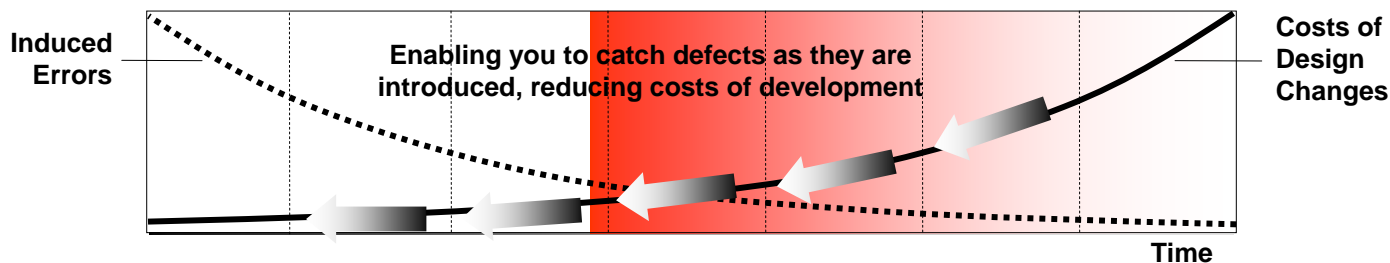 Induced
Errors
Enabling you to catch defects as they are
introduced, reducing costs of development
Costs of
Design
Changes
Time